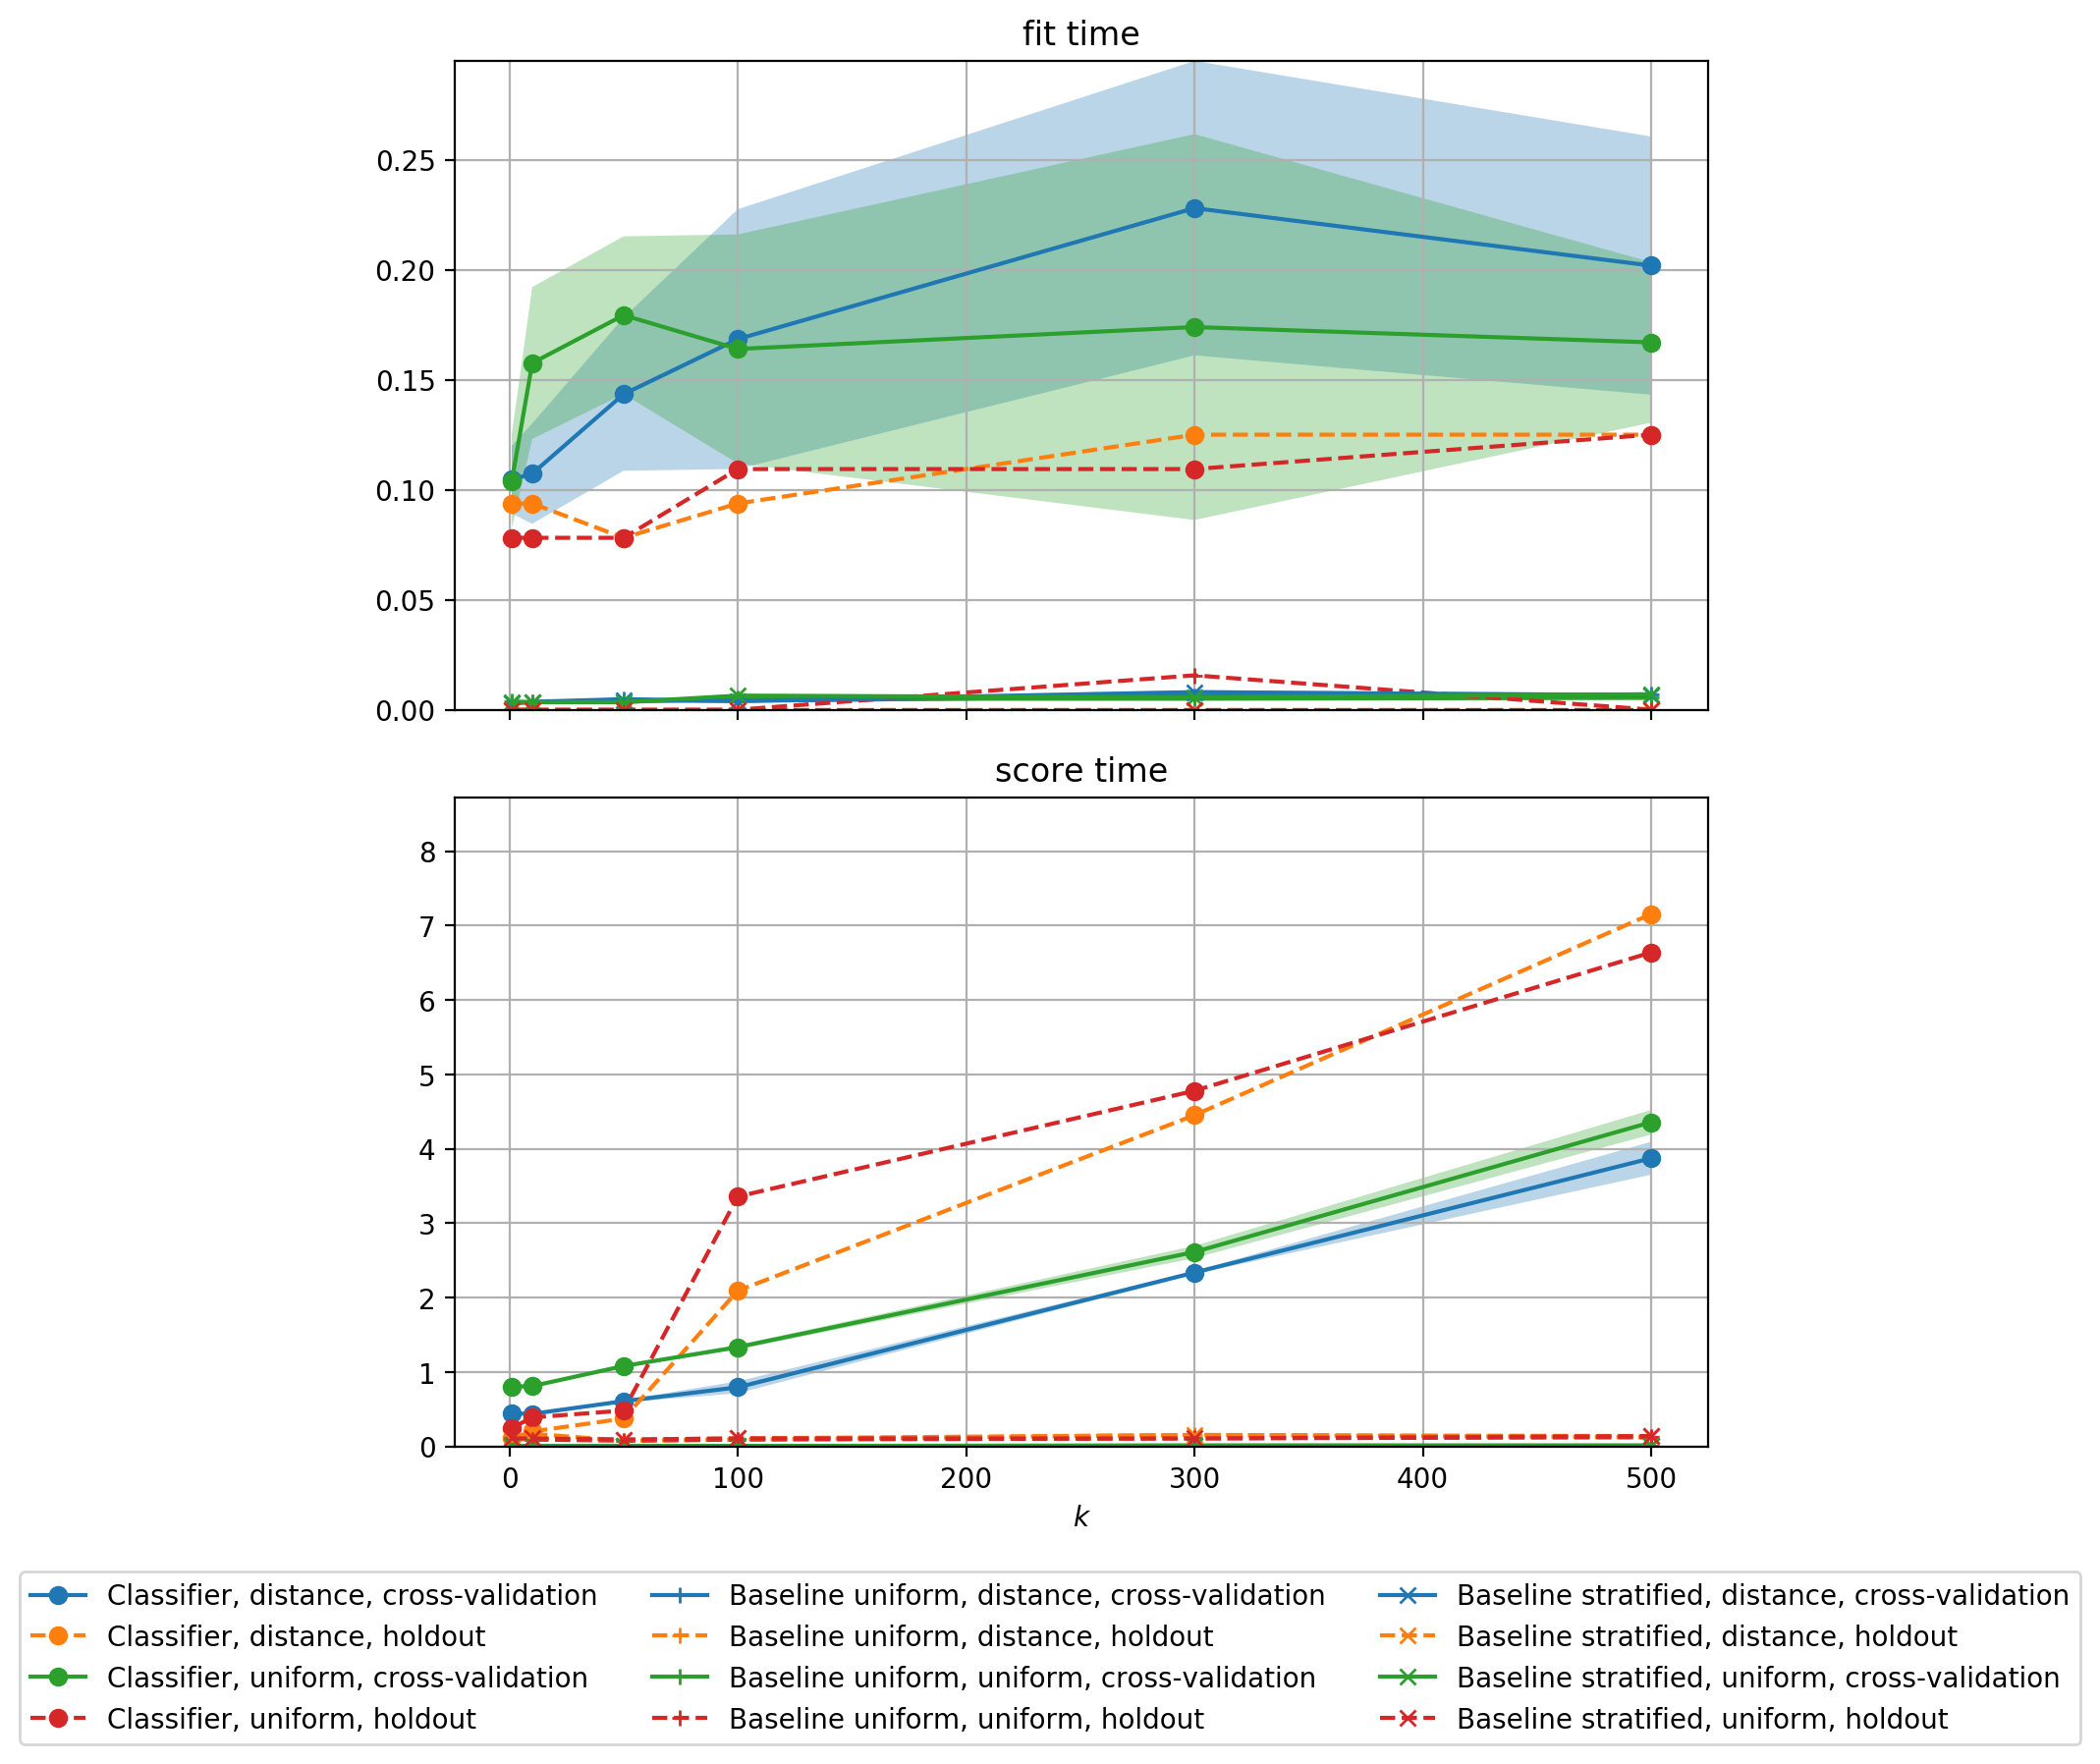 fit time
0.25
0.20
0.15
0.10
0.05
0.00
score time
8
7
6
5
4
3
2
1
0
0 100 200 300 400 500
k
Classifier, distance, cross-validation
Classifier, distance, holdout
Classifier, uniform, cross-validation
Classifier, uniform, holdout
Baseline uniform, distance, cross-validation
Baseline uniform, distance, holdout
Baseline uniform, uniform, cross-validation
Baseline uniform, uniform, holdout
Baseline stratified, distance, cross-validation
Baseline stratified, distance, holdout
Baseline stratified, uniform, cross-validation
Baseline stratified, uniform, holdout